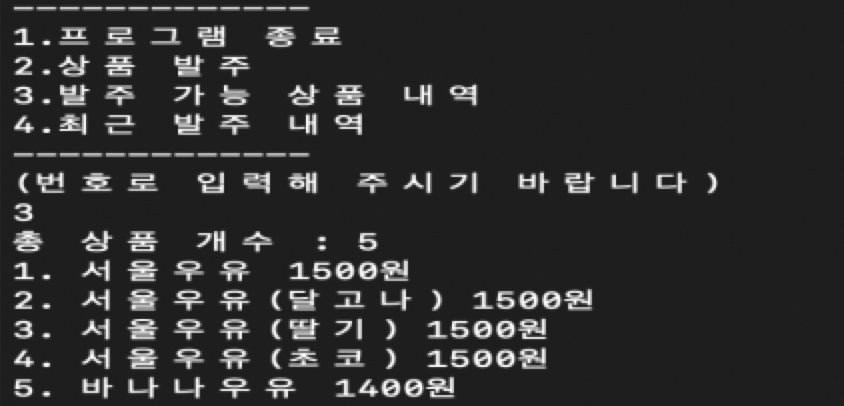 -------------
1.프로그램 종료
2.상품 발주
3.발주 가능 상품 내역
4.최근 발주 내역
-------------
(번호로 입력해 주시기 바랍니다)
3
총 상품 개수 : 5
1. 서울우유 1500원
2. 서울우유(달고나) 1500원
3. 서울우유(딸기) 1500원
4. 서울우유(초코) 1500원
5. 바나나우유 1400원